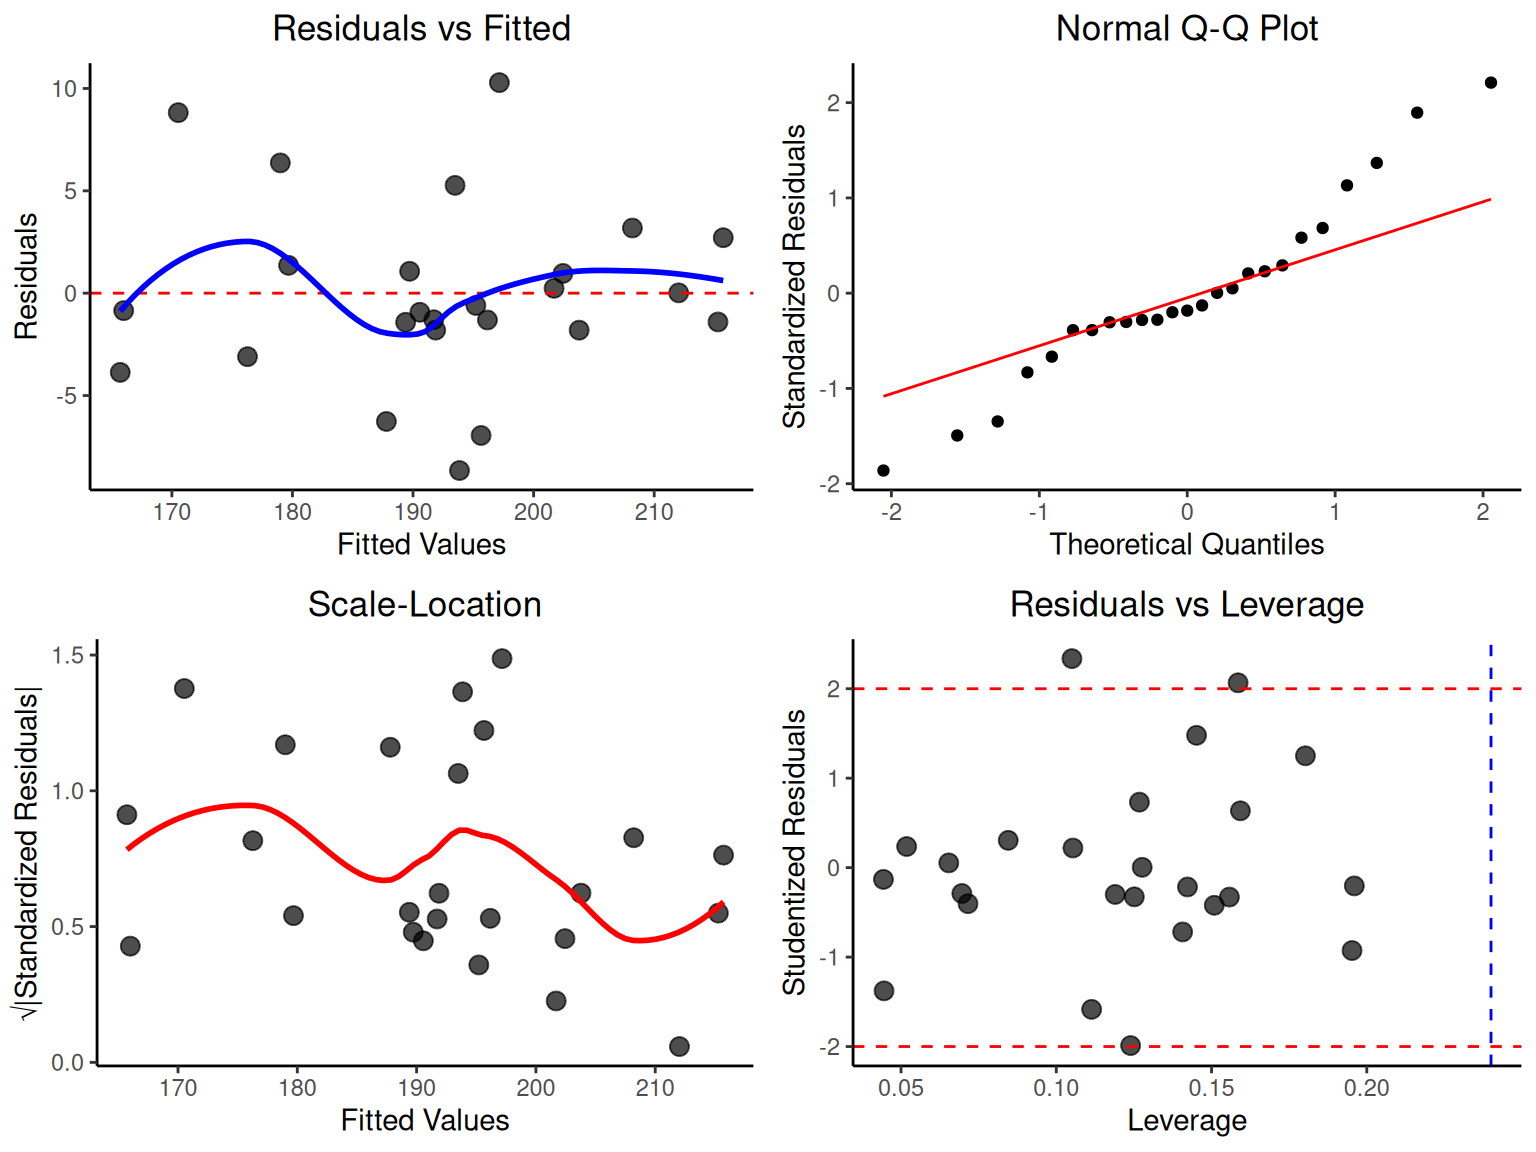 Residuals vs Fitted
10
5
0
-5
Residuals
170 180 190 200 210
Fitted Values
Normal Q-Q Plot
2
1
0
-1
-2
Standardized Residuals
-2 -1 0 1 2
Theoretical Quantiles
Scale-Location
1.5
1.0
0.5
0.0
√|Standardized Residuals|
170 180 190 200 210
Fitted Values
Residuals vs Leverage
2
1
0
-1
-2
Studentized Residuals
0.05 0.10 0.15 0.20
Leverage